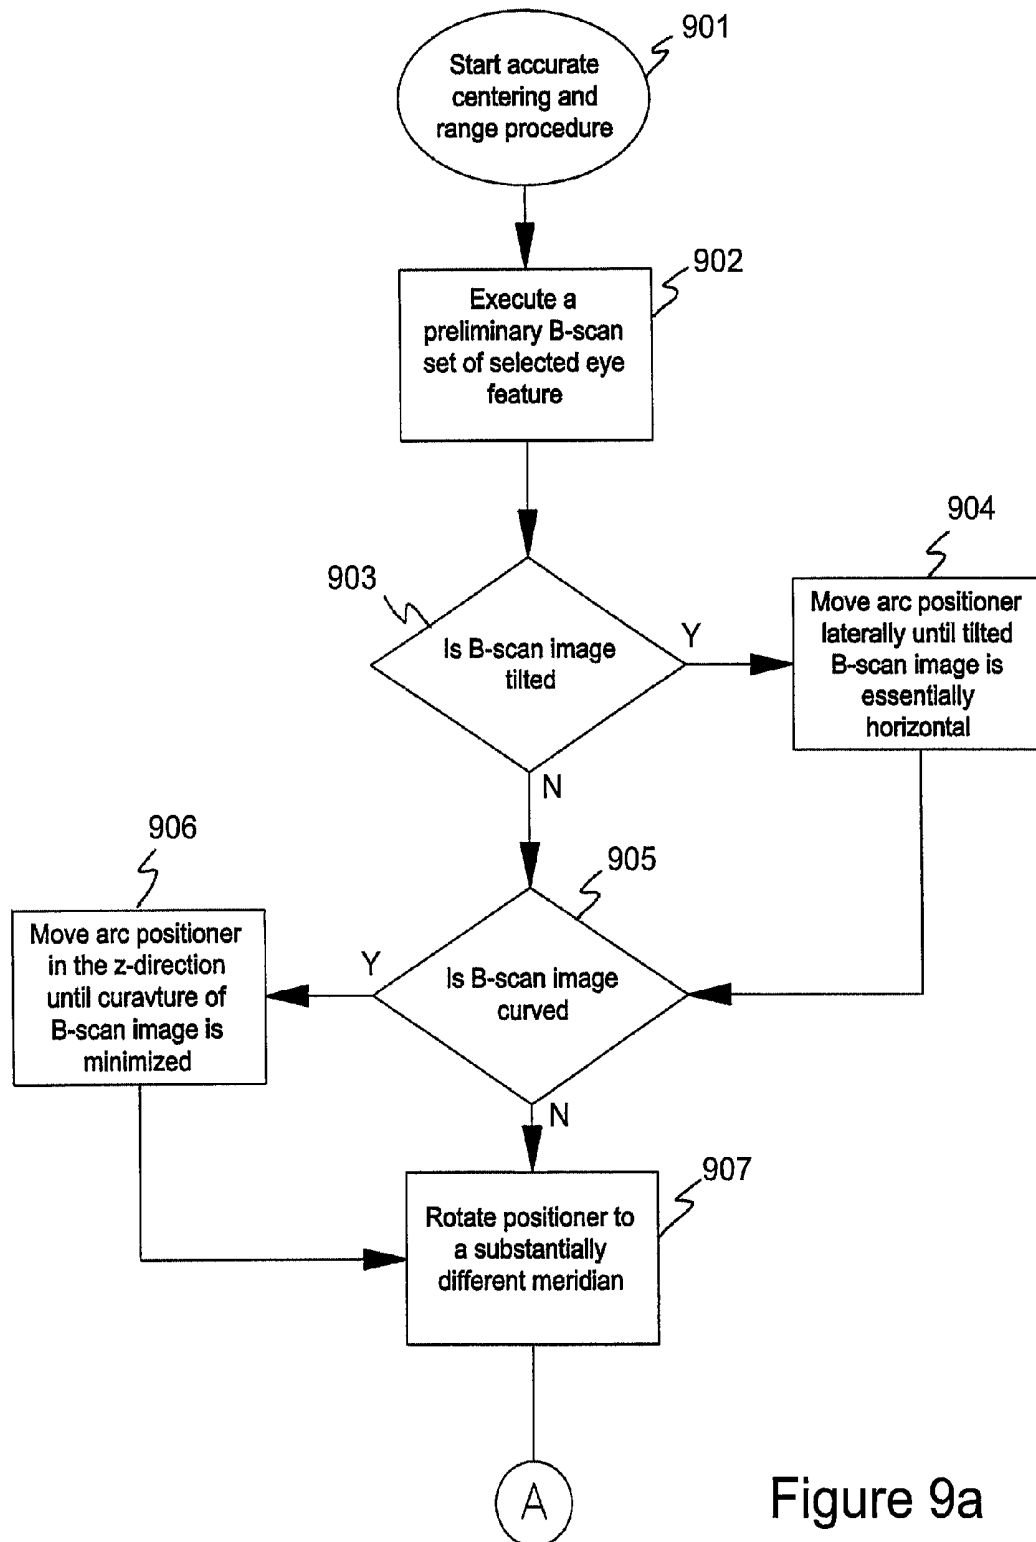 901
Start accurate
centering and
range procedure
902
Execute a
preliminary B-scan
set of selected eye
feature
903
Is B-scan image
tilted
Y
N
904
Move arc positioner
laterally until tilted
B-scan image is
essentially
horizontal
905
Is B-scan image
curved
Y
N
906
Move arc positioner
in the z-direction
until curavture of
B-scan image is
minimized
907
Rotate positioner to
a substantially
different meridian
A
Figure 9a